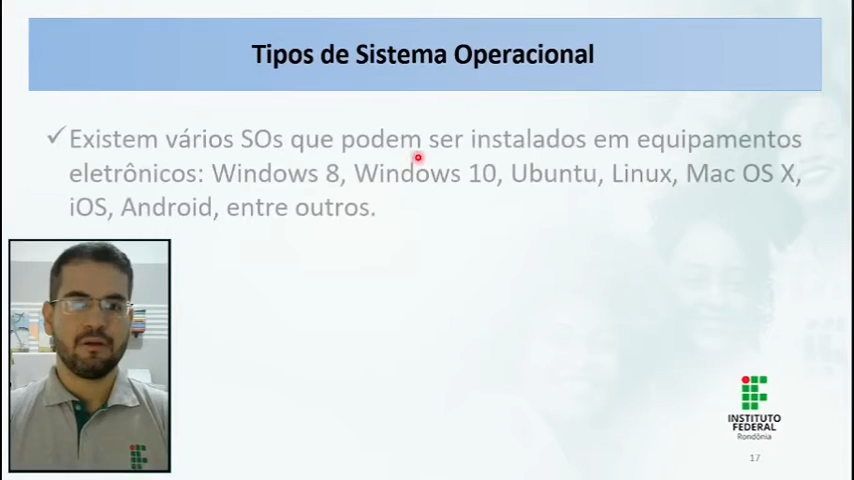 Tipos de Sistema Operacional
✓Existem vários SOs que podem ser instalados em equipamentos
eletrônicos: Windows 8, Windows 10, Ubuntu, Linux, Mac OS X,
iOS, Android, entre outros.
INSTITUTO
FEDERAL
Rondônia
17